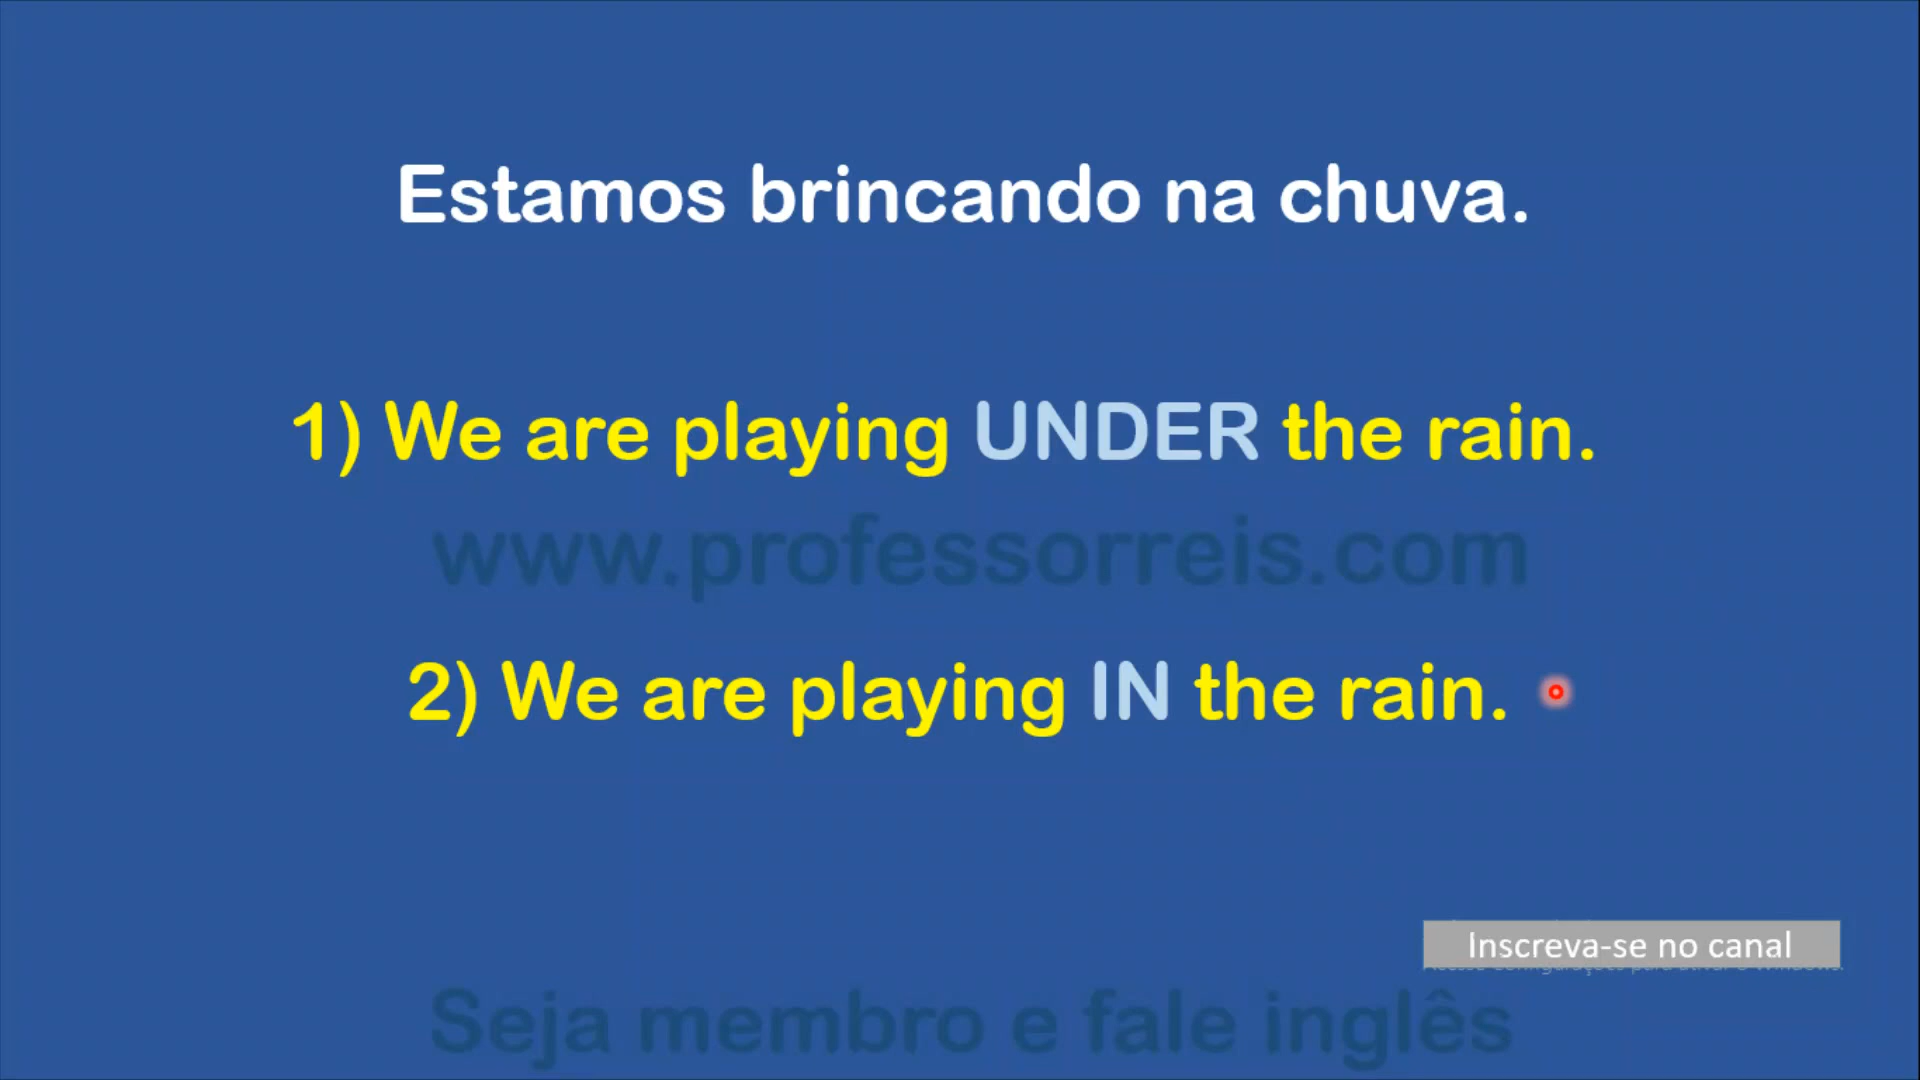 Estamos brincando na chuva.
1) We are playing UNDER the rain.
www.professorreis.com
2) We are playing IN the rain.
Inscreva-se no canal
Seja membro e fale inglês